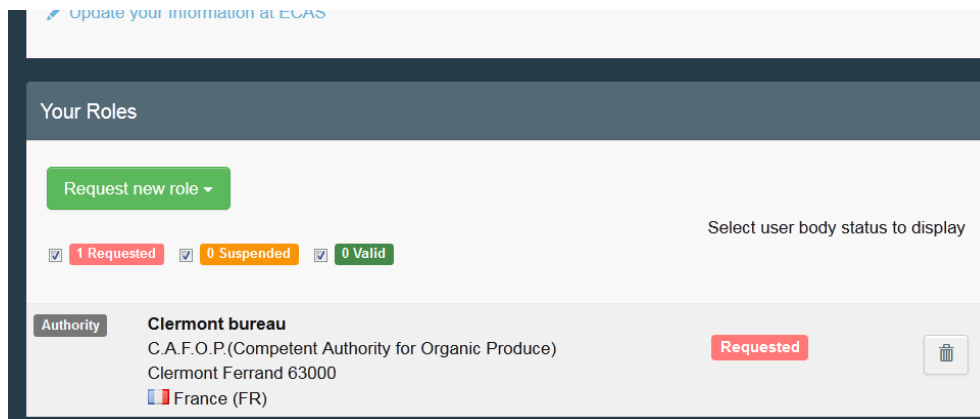 Update your information at ECAS
Your Roles
Request new role
Select user body status to display
1 Requested 0 Suspended 0 Valid
Authority
Clermont bureau
C.A.F.O.P.(Competent Authority for Organic Produce)
Clermont Ferrand 63000
France (FR)
Requested